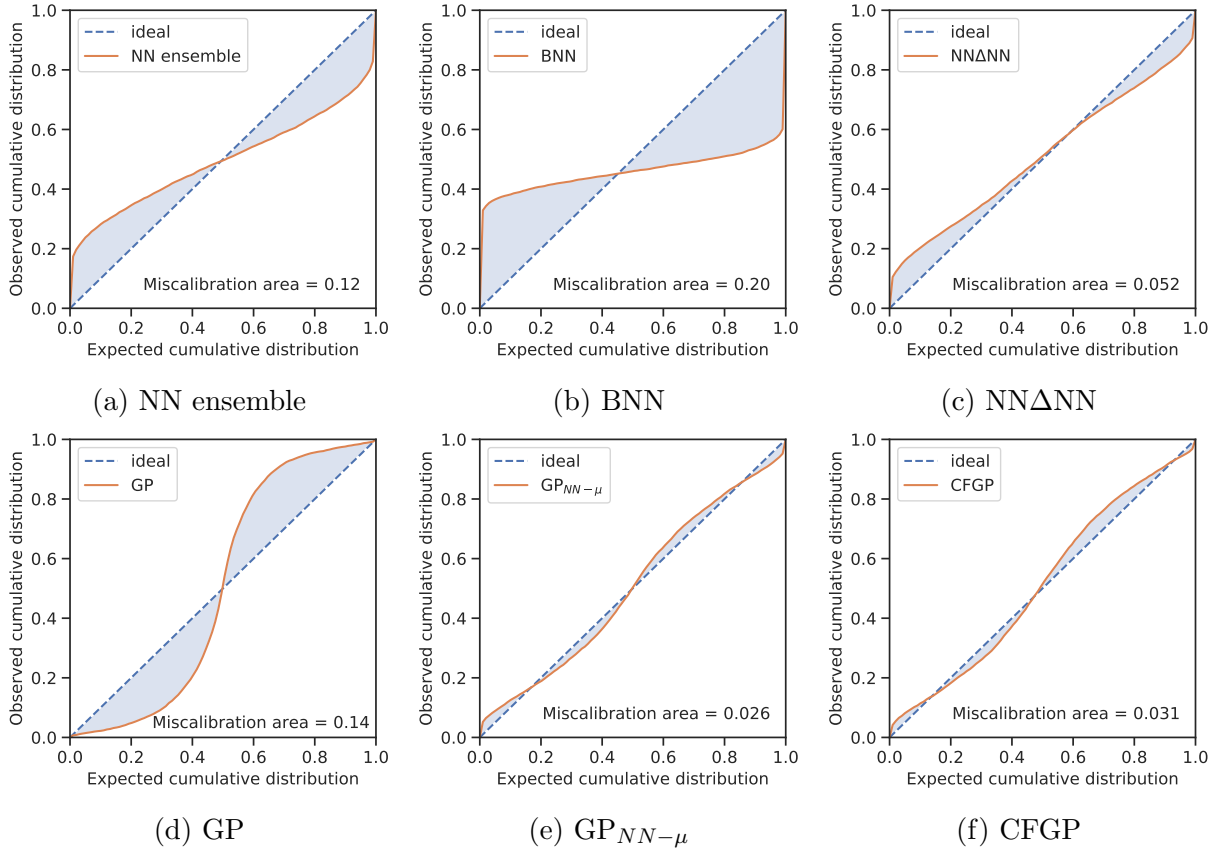 1.0
0.8
0.6
0.4
0.2
0.0
Observed cumulative distribution
ideal
NN ensemble
Miscalibration area = 0.12
0.0 0.2 0.4 0.6 0.8 1.0
Expected cumulative distribution
(a) NN ensemble
1.0
0.8
0.6
0.4
0.2
0.0
Observed cumulative distribution
ideal
BNN
Miscalibration area = 0.20
0.0 0.2 0.4 0.6 0.8 1.0
Expected cumulative distribution
(b) BNN
1.0
0.8
0.6
0.4
0.2
0.0
Observed cumulative distribution
ideal
NNΔNN
Miscalibration area = 0.052
0.0 0.2 0.4 0.6 0.8 1.0
Expected cumulative distribution
(c) NNΔNN
1.0
0.8
0.6
0.4
0.2
0.0
Observed cumulative distribution
ideal
GP
Miscalibration area = 0.14
0.0 0.2 0.4 0.6 0.8 1.0
Expected cumulative distribution
(d) GP
1.0
0.8
0.6
0.4
0.2
0.0
Observed cumulative distribution
ideal
GP_{NN−μ}
Miscalibration area = 0.026
0.0 0.2 0.4 0.6 0.8 1.0
Expected cumulative distribution
(e) GP_{NN−μ}
1.0
0.8
0.6
0.4
0.2
0.0
Observed cumulative distribution
ideal
CFGP
Miscalibration area = 0.031
0.0 0.2 0.4 0.6 0.8 1.0
Expected cumulative distribution
(f) CFGP